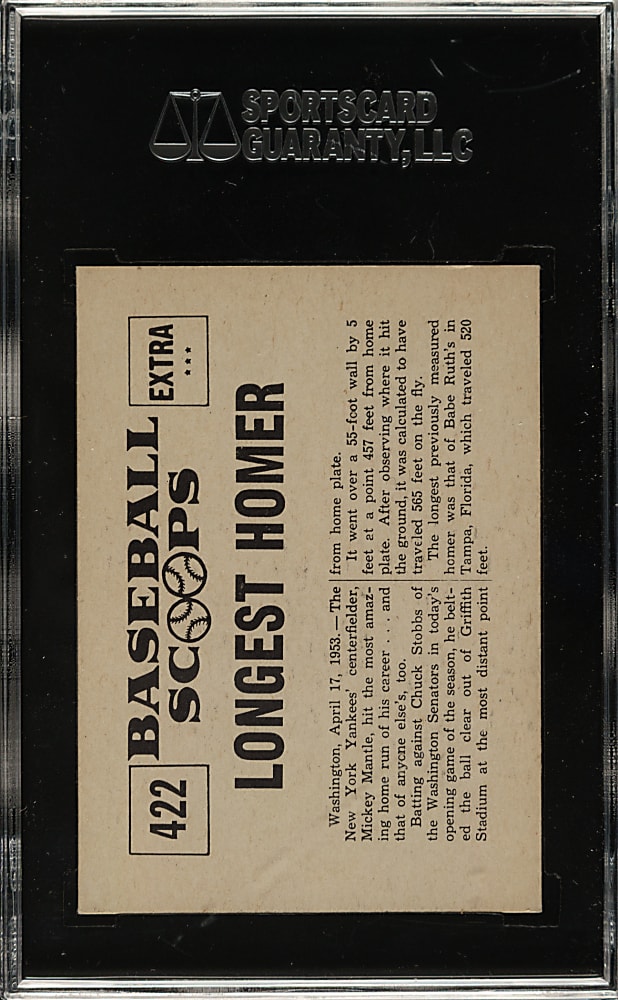 SPORTSCARD
GUARANTY, LLC
422
BASEBALL
SCOOPS
EXTRA
***
LONGEST HOMER
Washington, April 17, 1953. — The
New York Yankees' centerfielder,
Mickey Mantle, hit the most amaz-
ing home run of his career . . . and
that of anyone else's, too.
Batting against Chuck Stobbs of
the Washington Senators in today's
opening game of the season, he belt-
ed the ball clear out of Griffith
Stadium at the most distant point
from home plate.
It went over a 55-foot wall by 5
feet at a point 457 feet from home
plate. After observing where it hit
the ground, it was calculated to have
traveled 565 feet on the fly.
The longest previously measured
homer was that of Babe Ruth's in
Tampa, Florida, which traveled 520
feet.